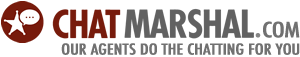 CHATMARSHAL.COM
OUR AGENTS DO THE CHATTING FOR YOU